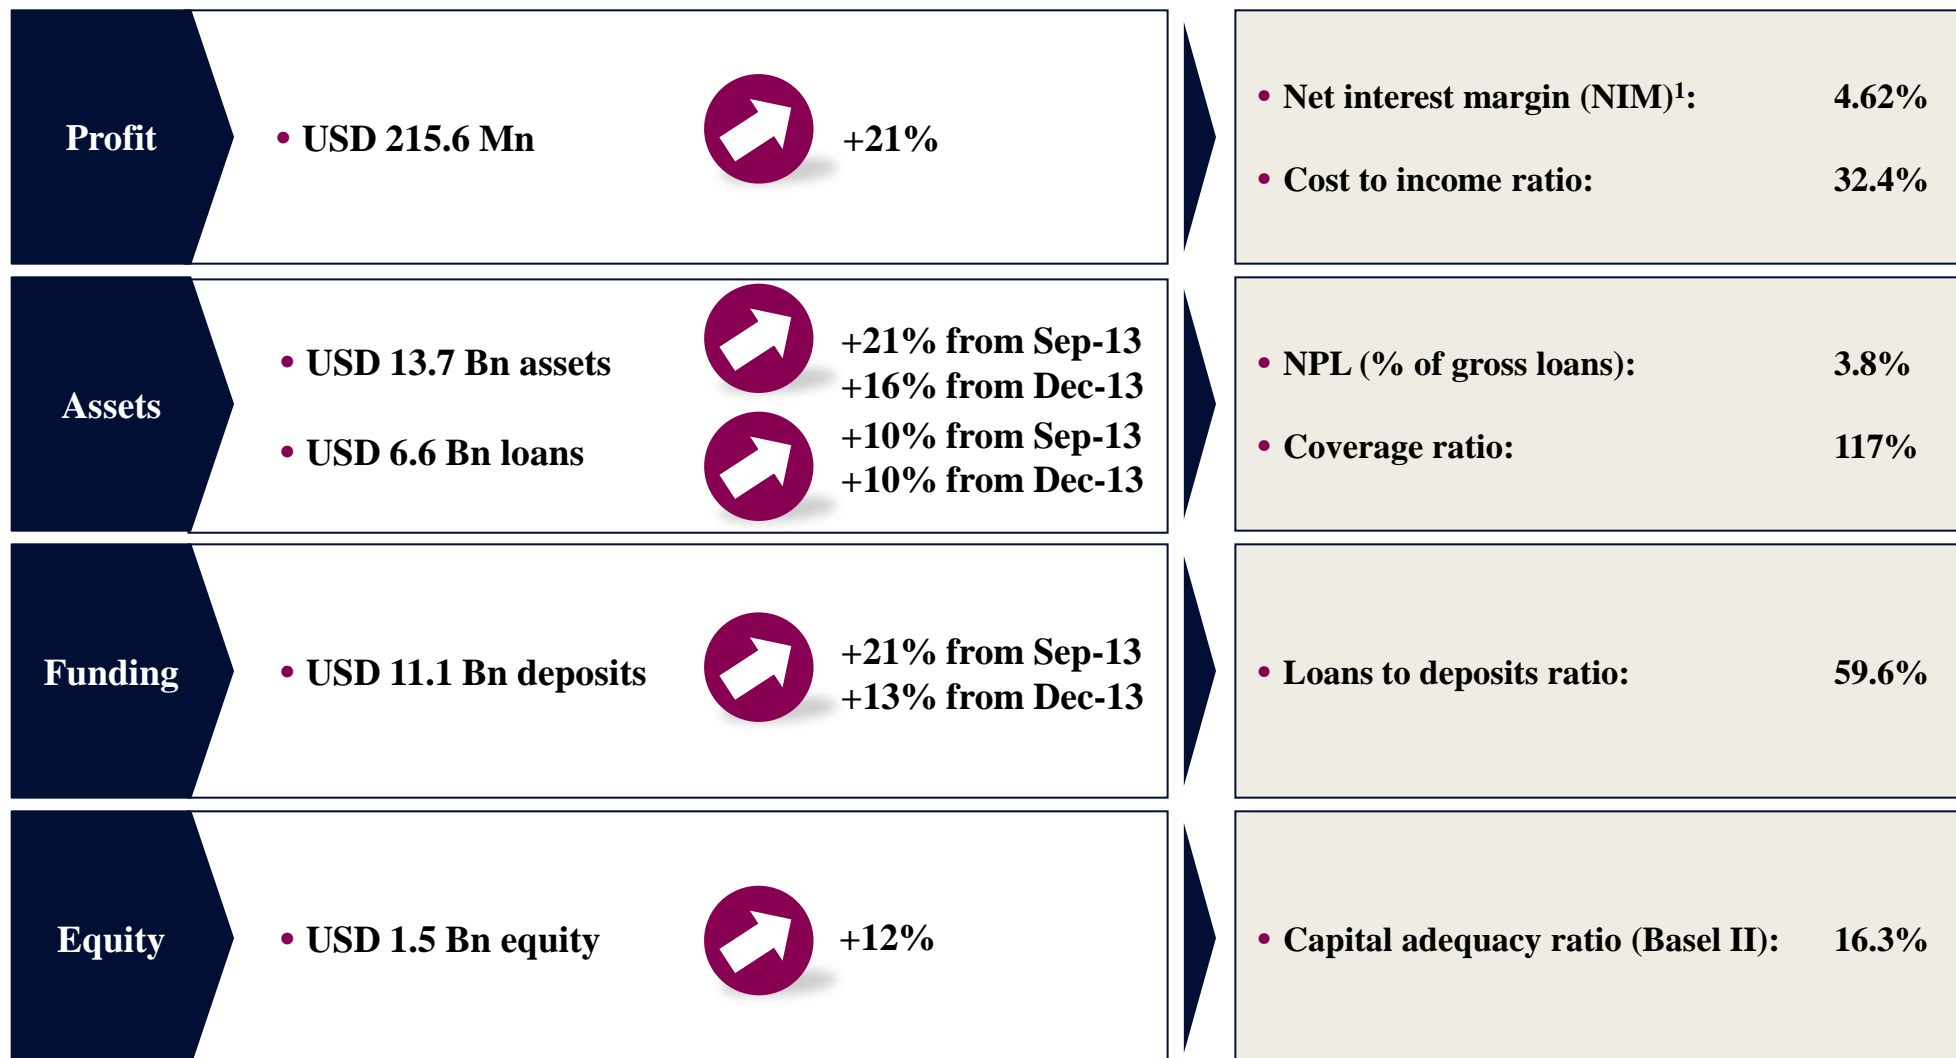 Profit
• USD 215.6 Mn
+21%
• Net interest margin (NIM)¹: 4.62%
• Cost to income ratio: 32.4%
Assets
• USD 13.7 Bn assets
+21% from Sep-13
+16% from Dec-13
• USD 6.6 Bn loans
+10% from Sep-13
+10% from Dec-13
• NPL (% of gross loans): 3.8%
• Coverage ratio: 117%
Funding
• USD 11.1 Bn deposits
+21% from Sep-13
+13% from Dec-13
• Loans to deposits ratio: 59.6%
Equity
• USD 1.5 Bn equity
+12%
• Capital adequacy ratio (Basel II): 16.3%